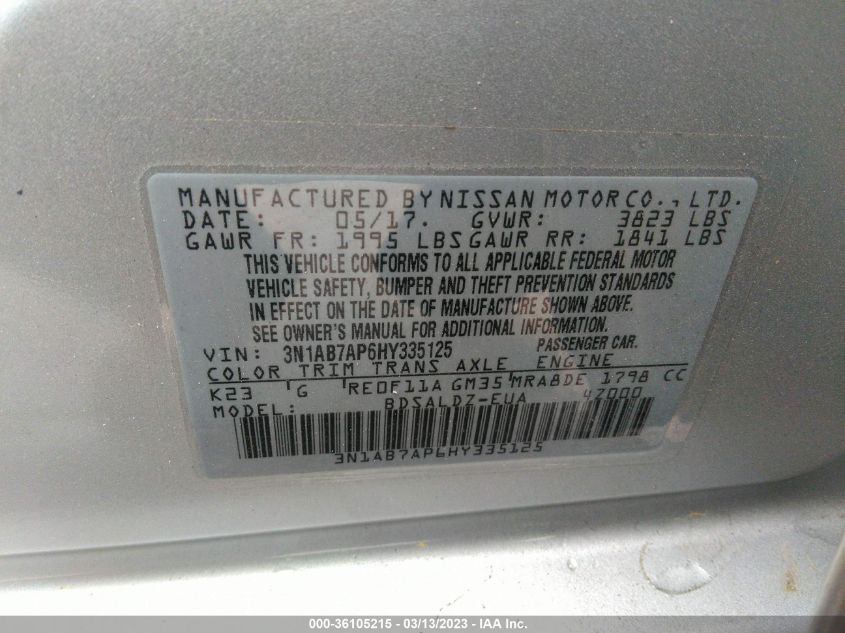 MANUFACTURED BY NISSAN MOTOR CO., LTD.
DATE: 05/17. GVWR: 3823 LBS
GAWR FR: 1995 LBS GAWR RR: 1841 LBS
THIS VEHICLE CONFORMS TO ALL APPLICABLE FEDERAL MOTOR
VEHICLE SAFETY, BUMPER AND THEFT PREVENTION STANDARDS
IN EFFECT ON THE DATE OF MANUFACTURE SHOWN ABOVE.
SEE OWNER'S MANUAL FOR ADDITIONAL INFORMATION.
VIN: 3N1AB7AP6HY335125 PASSENGER CAR.
COLOR TRIM TRANS AXLE ENGINE
K23 G RE0F11A GM35 MRA8DE 1798 CC
MODEL: BDSALDZ-EUA 4Z000
3N1AB7AP6HY335125
000-36105215 - 03/13/2023 - IAA Inc.